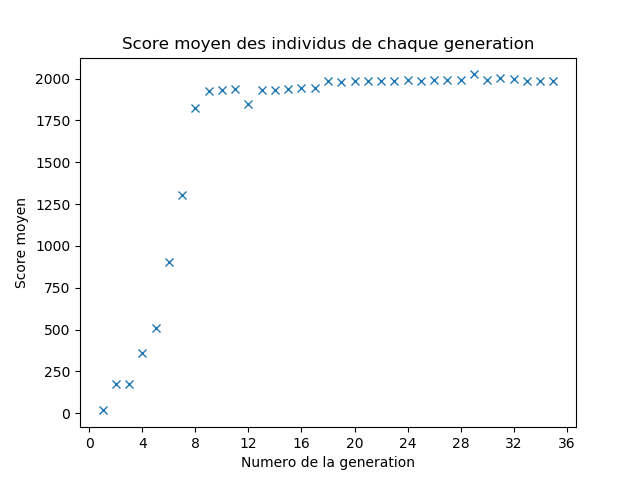 Score moyen des individus de chaque generation
2000
1750
1500
1250
1000
750
500
250
0
Score moyen
0 4 8 12 16 20 24 28 32 36
Numero de la generation